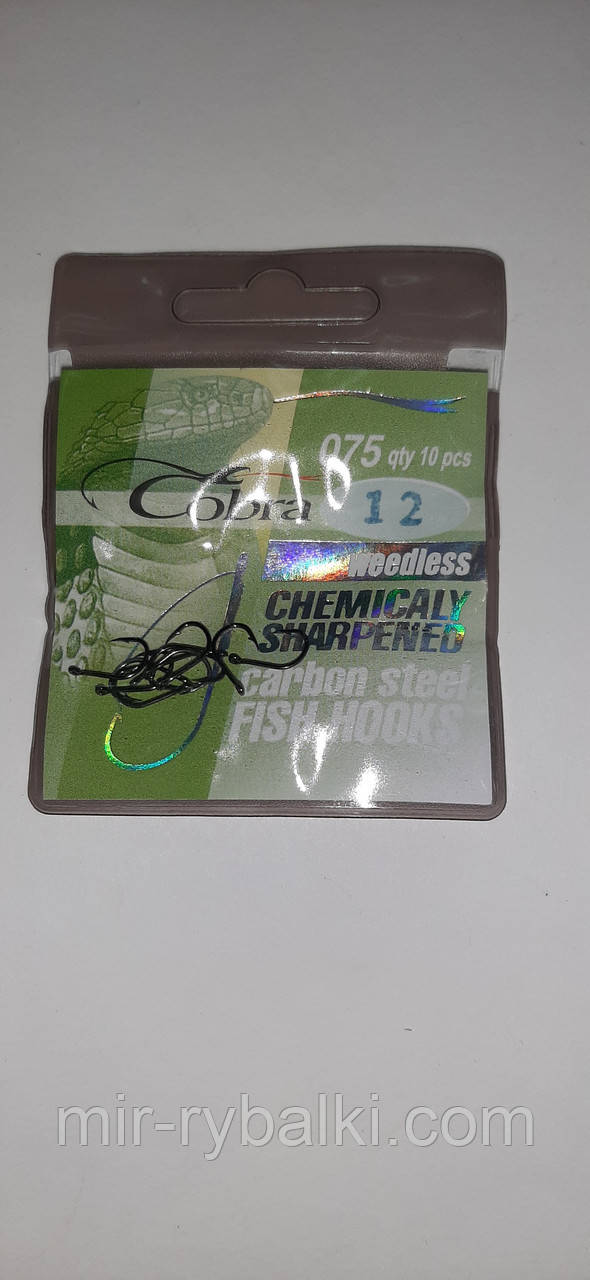 075 qty 10 pcs
Cobra
12
weedless
CHEMICALY
SHARPENED
carbon steel
FISH HOOKS
mir-rybalki.com